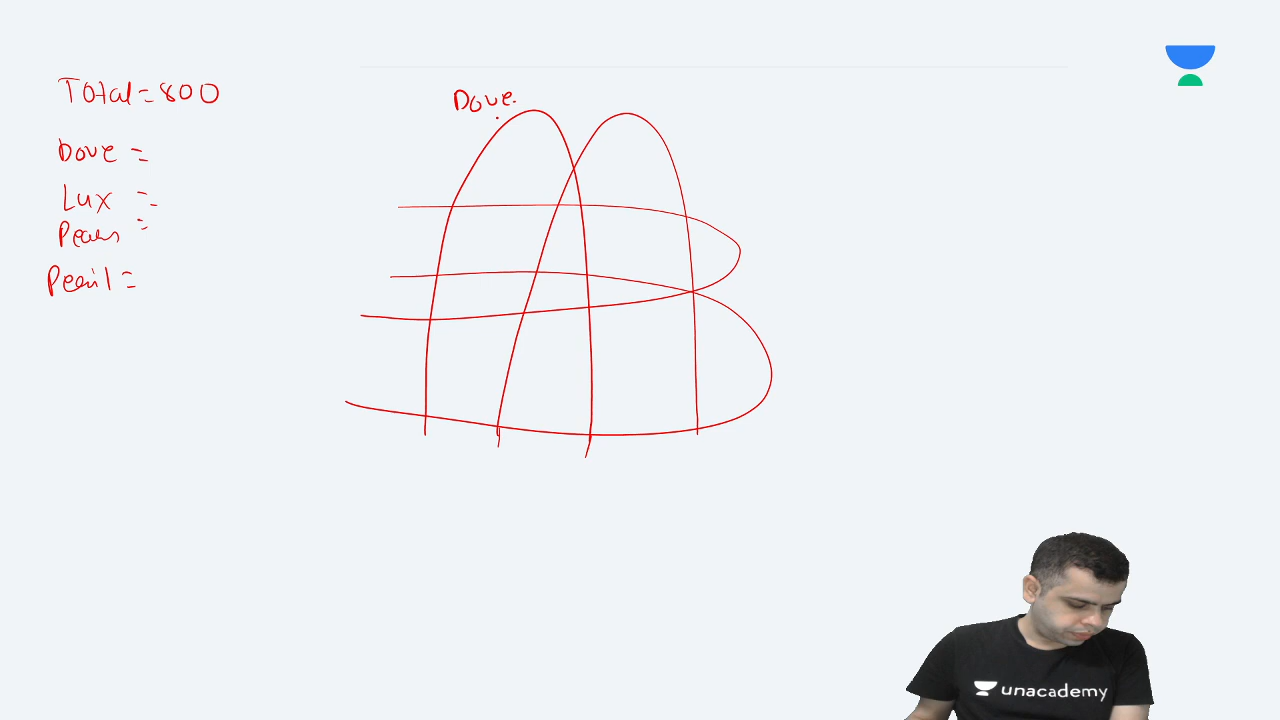 Total = 800
Dove.
Dove =
Lux =
Pears =
Pearl =
unacademy